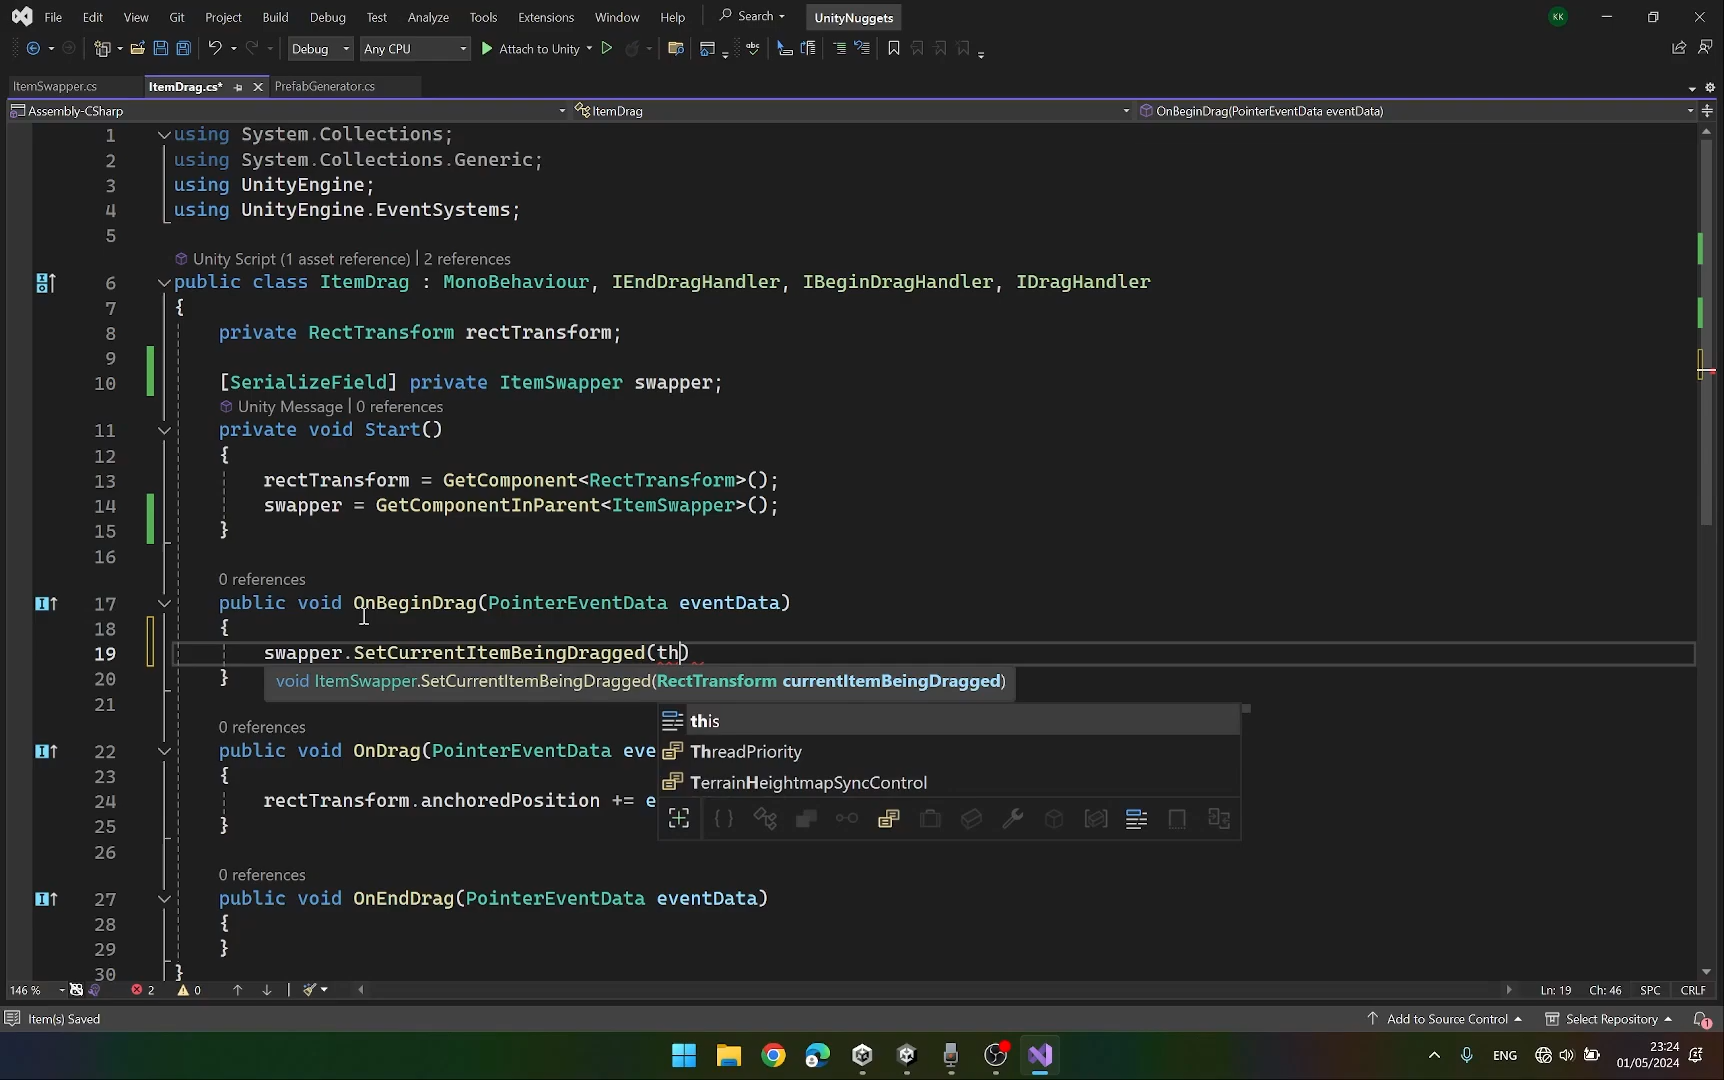 File Edit View Git Project Build Debug Test Analyze Tools Extensions Window Help Search UnityNuggets KK
Debug Any CPU Attach to Unity
ItemSwapper.cs ItemDrag.cs* PrefabGenerator.cs
Assembly-CSharp ItemDrag OnBeginDrag(PointerEventData eventData)
1 using System.Collections;
2 using System.Collections.Generic;
3 using UnityEngine;
4 using UnityEngine.EventSystems;
5
Unity Script (1 asset reference) | 2 references
6 public class ItemDrag : MonoBehaviour, IEndDragHandler, IBeginDragHandler, IDragHandler
7 {
8 private RectTransform rectTransform;
9
10 [SerializeField] private ItemSwapper swapper;
Unity Message | 0 references
11 private void Start()
12 {
13 rectTransform = GetComponent<RectTransform>();
14 swapper = GetComponentInParent<ItemSwapper>();
15 }
16
0 references
17 public void OnBeginDrag(PointerEventData eventData)
18 {
19 swapper.SetCurrentItemBeingDragged(th)
20 }
void ItemSwapper.SetCurrentItemBeingDragged(RectTransform currentItemBeingDragged)
21
this
0 references
22 public void OnDrag(PointerEventData eve
ThreadPriority
23 {
TerrainHeightmapSyncControl
24 rectTransform.anchoredPosition += e
25 }
26
0 references
27 public void OnEndDrag(PointerEventData eventData)
28 {
29 }
30 }
146 % 2 0 Ln: 19 Ch: 46 SPC CRLF
Item(s) Saved Add to Source Control Select Repository 1
ENG 23:24
01/05/2024